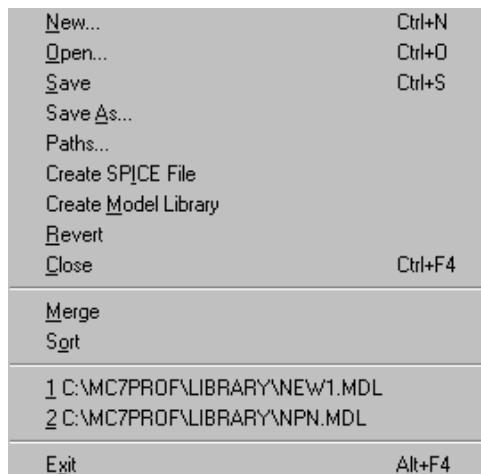 New... Ctrl+N
Open... Ctrl+O
Save Ctrl+S
Save As...
Paths...
Create SPICE File
Create Model Library
Revert
Close Ctrl+F4
Merge
Sort
1 C:\MC7PROF\LIBRARY\NEW1.MDL
2 C:\MC7PROF\LIBRARY\NPN.MDL
Exit Alt+F4